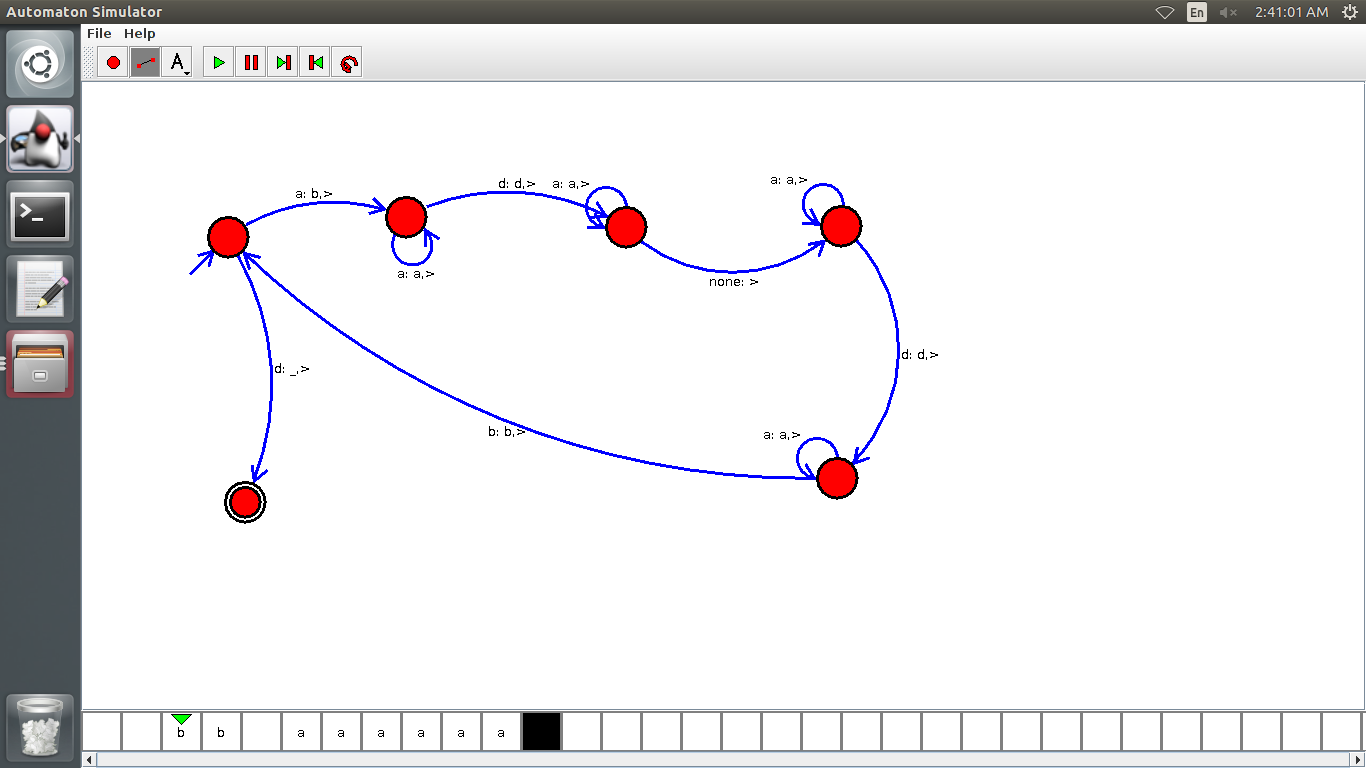 Automaton Simulator
En
2:41:01 AM
File Help
A
a: b,>
d: d,>
a: a,>
a: a,>
a: a,>
none: >
d: _,>
d: d,>
b: b,>
a: a,>
>_
b b a a a a a a